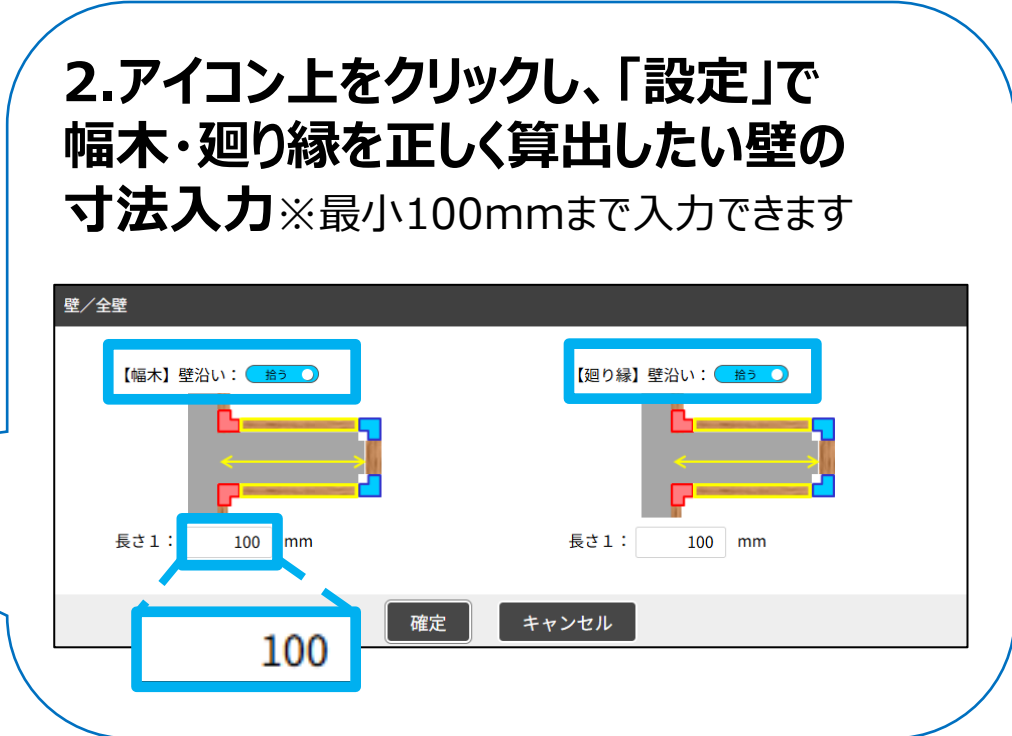 2.アイコン上をクリックし、「設定」で
幅木・廻り縁を正しく算出したい壁の
寸法入力※最小100mmまで入力できます
壁／全壁
【幅木】壁沿い： 拾う
【廻り縁】壁沿い： 拾う
長さ１： 100 mm
長さ１： 100 mm
確定 キャンセル
100